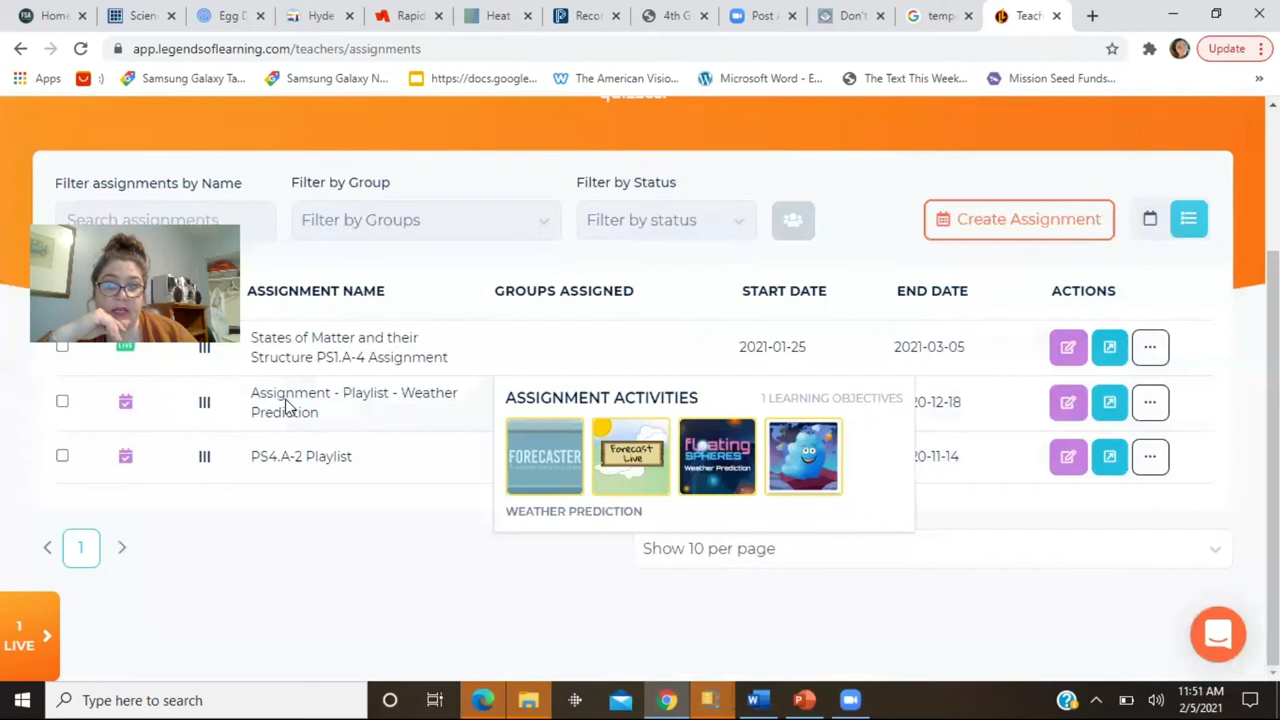 Home
Scien
Egg D
Hyde
Rapid
Heat
Reco
4th G
Post A
Don't
temp
Teach
app.legendsoflearning.com/teachers/assignments
Update
Apps
:)
Samsung Galaxy Ta...
Samsung Galaxy N...
https://docs.google...
The American Visio...
Microsoft Word - E...
The Text This Week...
Mission Seed Funds...
»
Filter assignments by Name
Filter by Group
Filter by Status
Search assignments
Filter by Groups
Filter by status
Create Assignment
ASSIGNMENT NAME
GROUPS ASSIGNED
START DATE
END DATE
ACTIONS
LIVE
States of Matter and their
Structure PS1.A-4 Assignment
2021-01-25
2021-03-05
Assignment - Playlist - Weather
Prediction
20-12-18
PS4.A-2 Playlist
20-11-14
ASSIGNMENT ACTIVITIES
1 LEARNING OBJECTIVES
FORECASTER
Forecast
Live
floating
SPHERES
Weather Prediction
WEATHER PREDICTION
1
Show 10 per page
1
LIVE
Type here to search
11:51 AM
2/5/2021